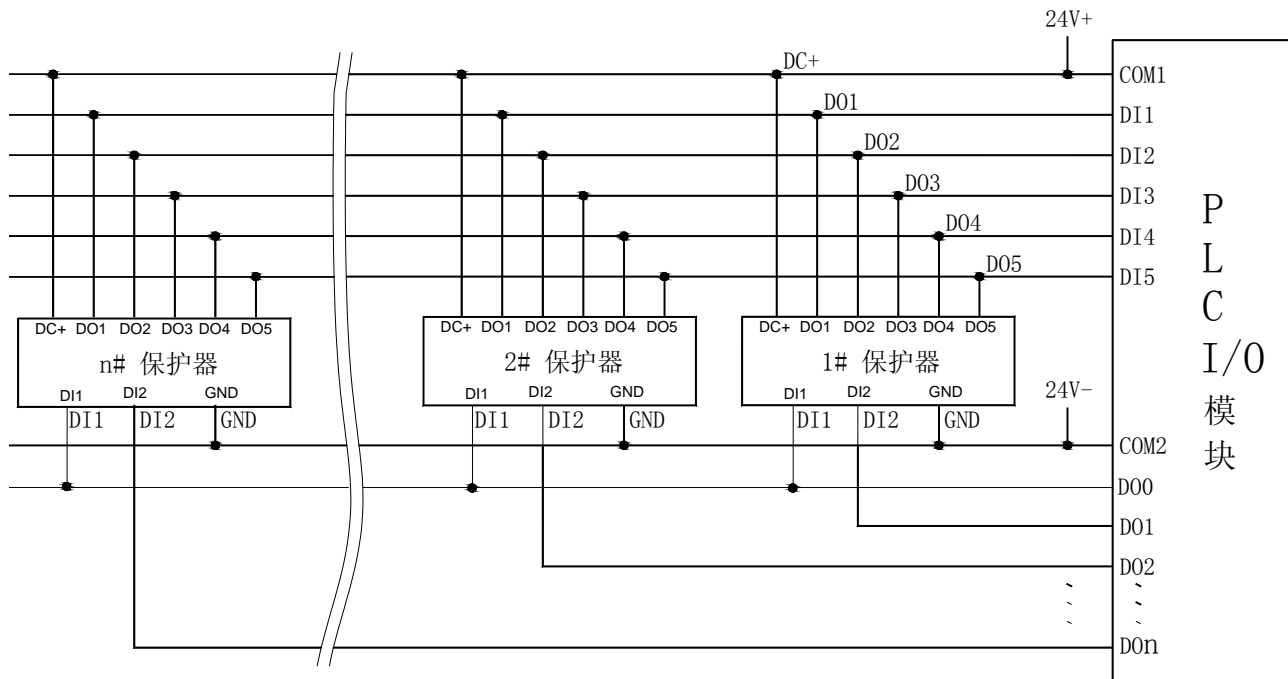 24V+
DC+
COM1
DO1
DI1
DO2
DI2
DO3
DI3
DO4
DI4
DO5
DI5
DC+ DO1 DO2 DO3 DO4 DO5
n# 保护器
DI1 DI2 GND
DC+ DO1 DO2 DO3 DO4 DO5
2# 保护器
DI1 DI2 GND
DC+ DO1 DO2 DO3 DO4 DO5
1# 保护器
DI1 DI2 GND
DI1 DI2 GND
DI1 DI2 GND
DI1 DI2 GND
24V-
COM2
DO0
DO1
DO2
DOn
P
L
C
I/O
模
块